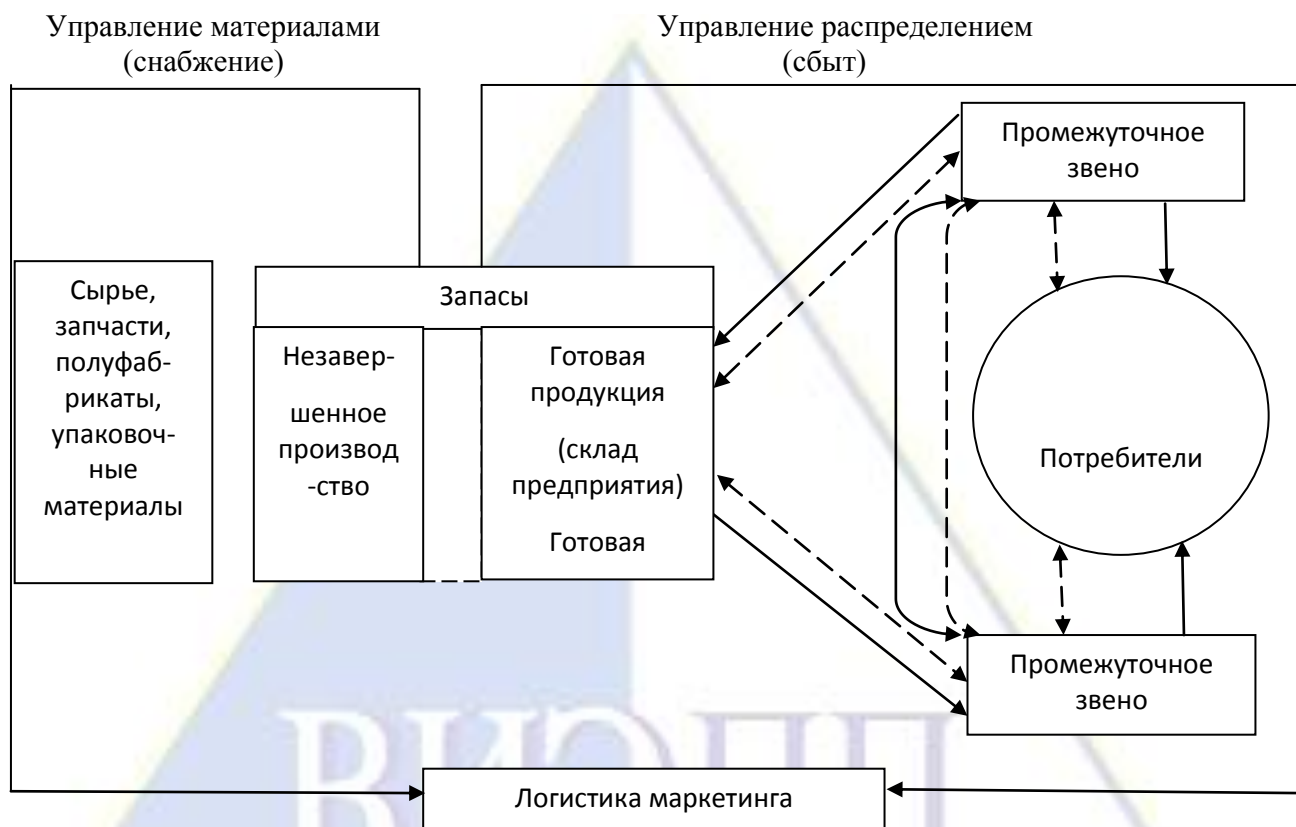 Управление материалами
(снабжение)
Управление распределением
(сбыт)
Промежуточное
звено
Сырье,
запчасти,
полуфаб-
рикаты,
упаковоч-
ные
материалы
Запасы
Незавер-
шенное
производ
-ство
Готовая
продукция
(склад
предприятия)
Готовая
Потребители
Промежуточное
звено
ВИЭПП
Логистика маркетинга